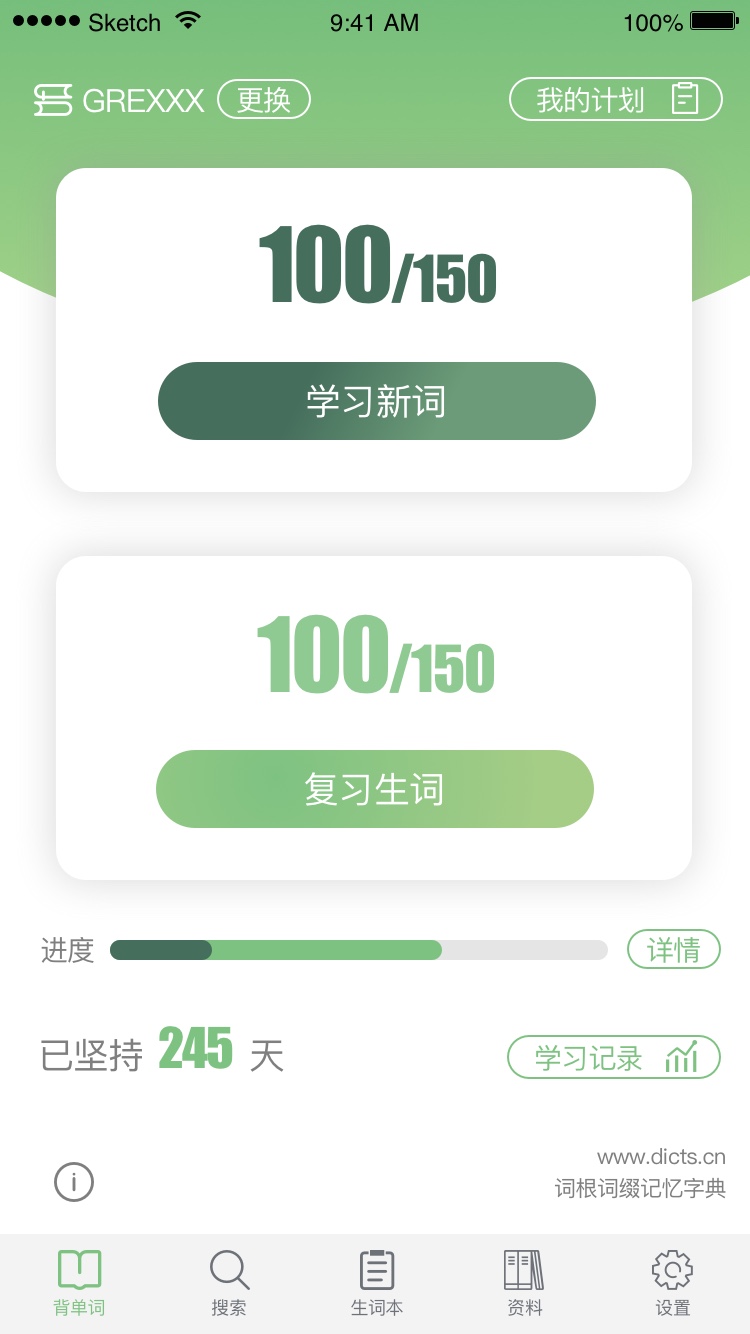 Sketch 9:41 AM 100%
GREXXX 更换 我的计划
100/150
学习新词
100/150
复习生词
进度 详情
已坚持 245 天 学习记录
www.dicts.cn
词根词缀记忆字典
背单词 搜索 生词本 资料 设置